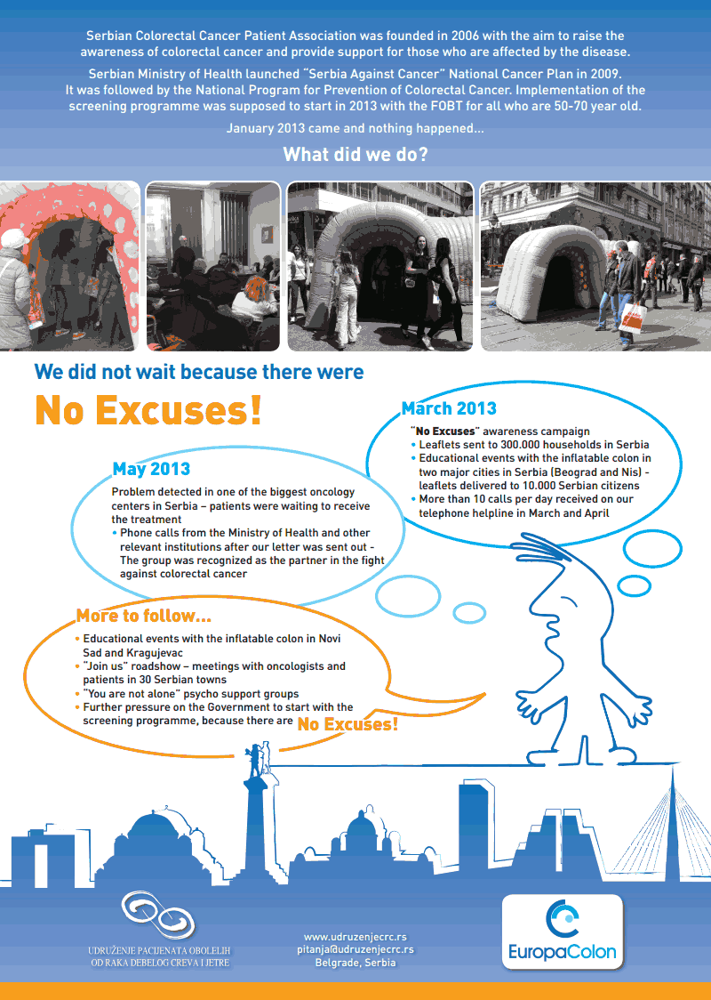 Serbian Colorectal Cancer Patient Association was founded in 2006 with the aim to raise the
awareness of colorectal cancer and provide support for those who are affected by the disease.
Serbian Ministry of Health launched “Serbia Against Cancer” National Cancer Plan in 2009.
It was followed by the National Program for Prevention of Colorectal Cancer. Implementation of the
screening programme was supposed to start in 2013 with the FOBT for all who are 50-70 year old.
January 2013 came and nothing happened...
What did we do?
We did not wait because there were
No Excuses!
March 2013
“No Excuses” awareness campaign
• Leaflets sent to 300.000 households in Serbia
• Educational events with the inflatable colon in
two major cities in Serbia (Beograd and Nis) -
leaflets delivered to 10.000 Serbian citizens
• More than 10 calls per day received on our
telephone helpline in March and April
May 2013
Problem detected in one of the biggest oncology
centers in Serbia – patients were waiting to receive
the treatment
• Phone calls from the Ministry of Health and other
relevant institutions after our letter was sent out -
The group was recognized as the partner in the fight
against colorectal cancer
More to follow...
• Educational events with the inflatable colon in Novi
Sad and Kragujevac
• “Join us” roadshow – meetings with oncologists and
patients in 30 Serbian towns
• “You are not alone” psycho support groups
• Further pressure on the Government to start with the
screening programme, because there are No Excuses!
UDRUŽENJE PACIJENATA OBOLELIH
OD RAKA DEBELOG CREVA I JETRE
www.udruzenjecrc.rs
pitanja@udruzenjecrc.rs
Belgrade, Serbia
EuropaColon